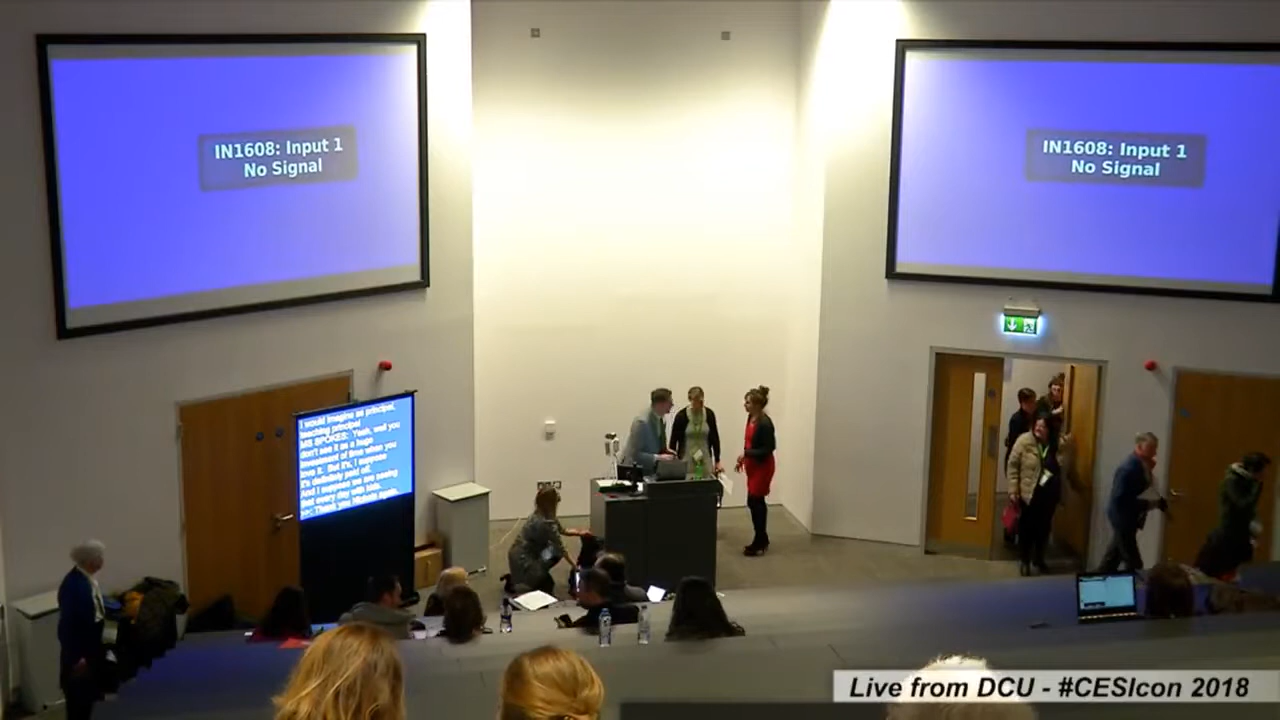 IN1608: Input 1
No Signal
IN1608: Input 1
No Signal
I would imagine as principal,
teaching principal
MS SPOKES: Yeah, well you
don't see it as a huge
investment of time when you
love it. But it's, I suppose
it's definitely paid off.
And I suppose we are seeing
that every day with kids.
>>: Thank you, Michelle again,
Live from DCU - #CESIcon 2018